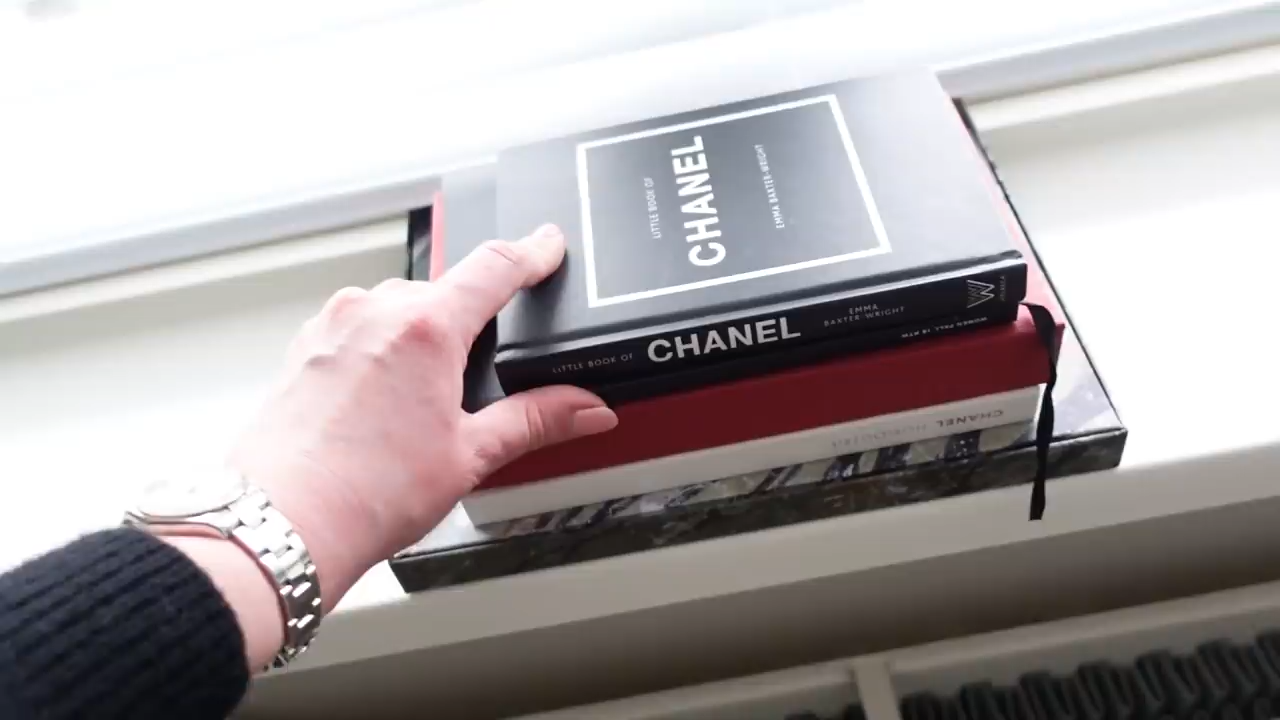 LITTLE BOOK OF
CHANEL
EMMA BAXTER-WRIGHT
LITTLE BOOK OF
CHANEL
EMMA
BAXTER-WRIGHT
W
CHANEL